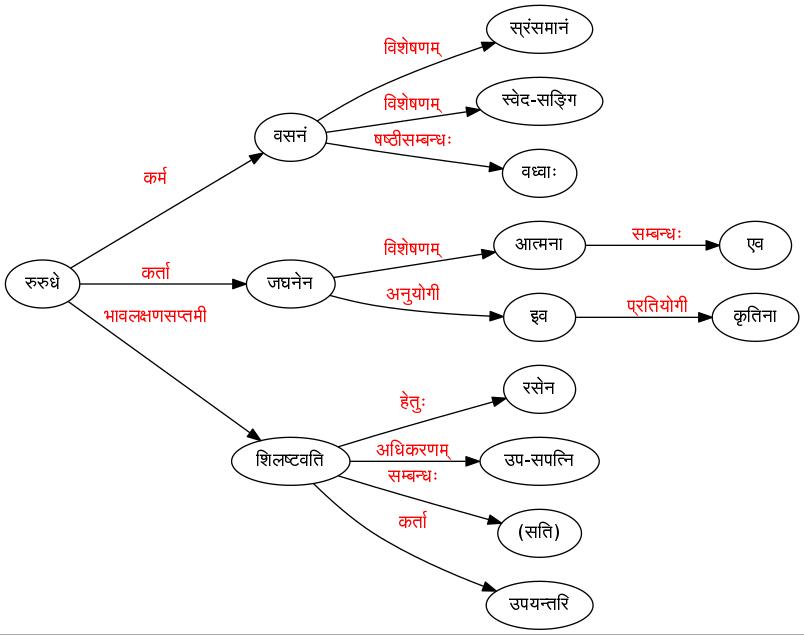 स्रंसमानं
विशेषणम्
विशेषणम्
स्वेद-सङ्गि
वसनं
षष्ठीसम्बन्धः
वध्वाः
कर्म
विशेषणम्
आत्मना
सम्बन्धः
एव
रुरुधे
कर्ता
जघनेन
अनुयोगी
भावलक्षणसप्तमी
इव
प्रतियोगी
कृतिना
रसेन
हेतुः
शिलष्टवति
अधिकरणम्
उप-सपत्नि
सम्बन्धः
कर्ता
(सति)
उपयन्तरि